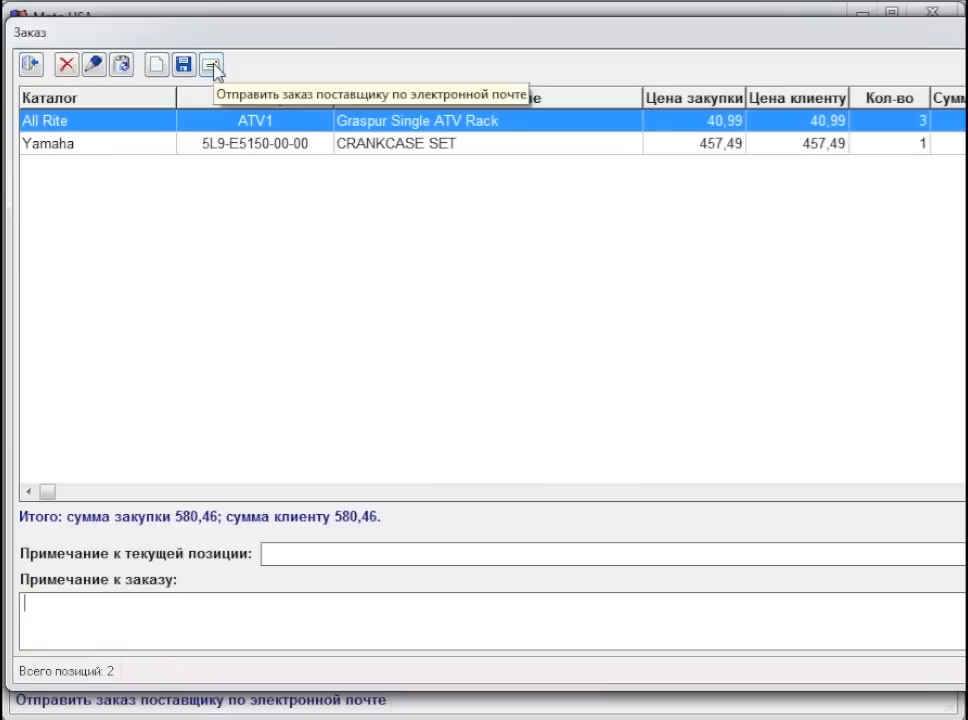 Moto USA
Заказ
Отправить заказ поставщику по электронной почте
Каталог
Цена закупки Цена клиенту Кол-во
All Rite ATV1 Graspur Single ATV Rack 40,99 40,99 3
Yamaha 5L9-E5150-00-00 CRANKCASE SET 457,49 457,49 1
Итого: сумма закупки 580,46; сумма клиенту 580,46.
Примечание к текущей позиции:
Примечание к заказу:
Всего позиций: 2
Отправить заказ поставщику по электронной почте